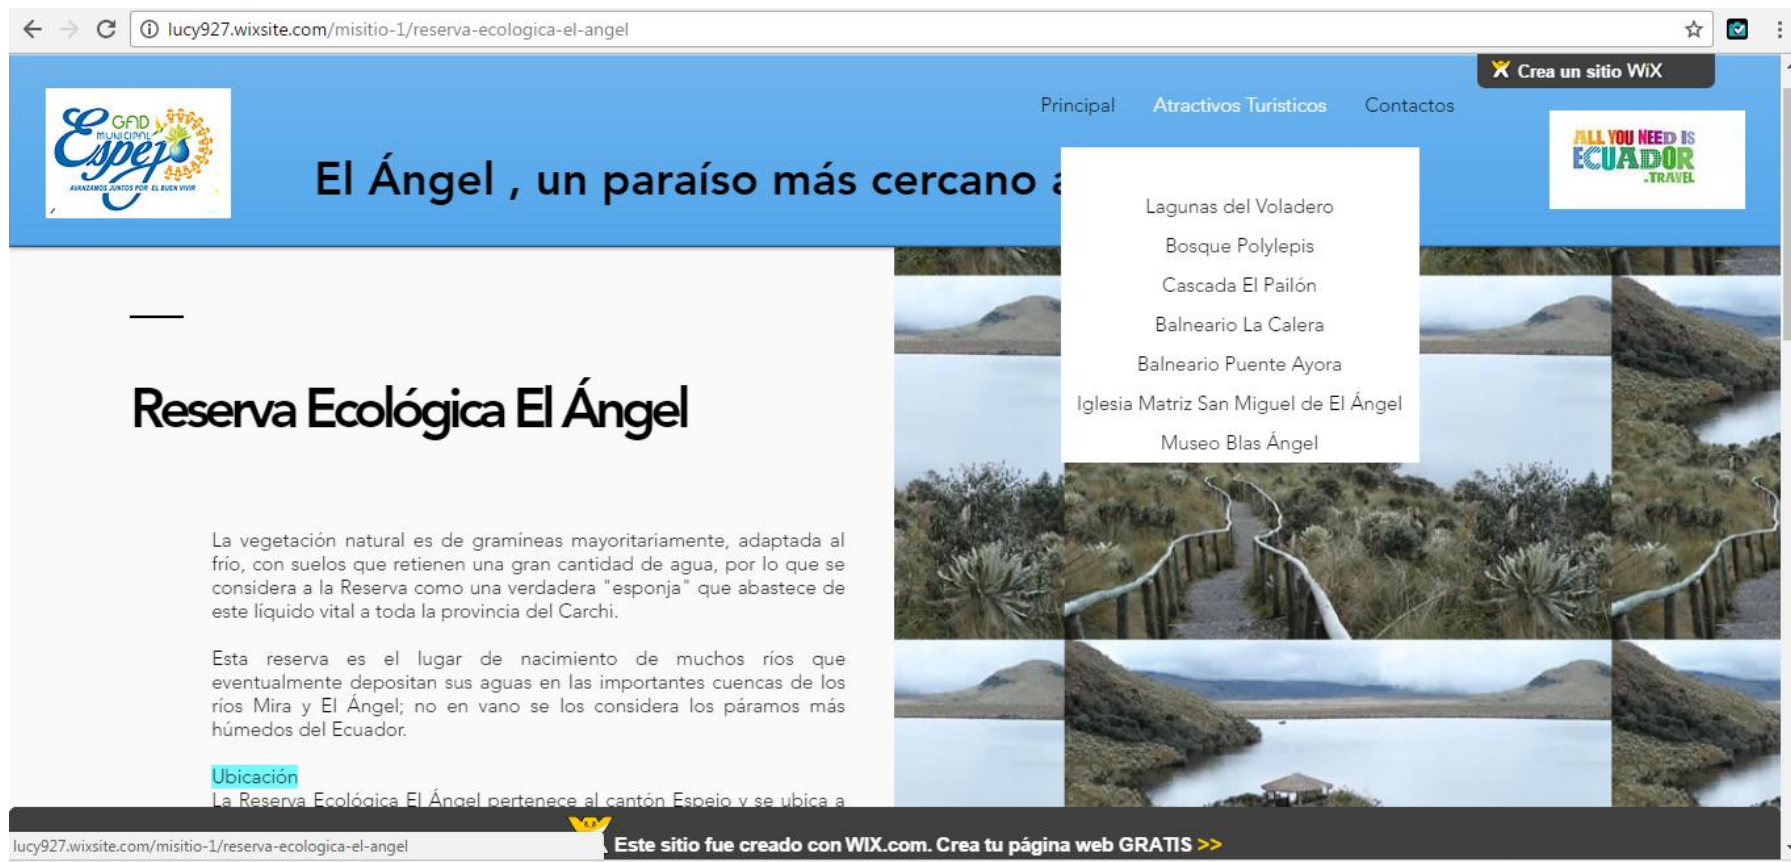 lucy927.wixsite.com/misitio-1/reserva-ecologica-el-angel
Crea un sitio WiX
Principal Atractivos Turisticos Contactos
GAD
MUNICIPAL
Espejo
AVANZAMOS JUNTOS POR EL BUEN VIVIR
ALL YOU NEED IS
ECUADOR
.TRAVEL
El Ángel , un paraíso más cercano
Lagunas del Voladero
Bosque Polylepis
Cascada El Pailón
Balneario La Calera
Balneario Puente Ayora
Iglesia Matriz San Miguel de El Ángel
Museo Blas Ángel
Reserva Ecológica El Ángel
La vegetación natural es de gramíneas mayoritariamente, adaptada al
frío, con suelos que retienen una gran cantidad de agua, por lo que se
considera a la Reserva como una verdadera "esponja" que abastece de
este líquido vital a toda la provincia del Carchi.
Esta reserva es el lugar de nacimiento de muchos ríos que
eventualmente depositan sus aguas en las importantes cuencas de los
ríos Mira y El Ángel; no en vano se los considera los páramos más
húmedos del Ecuador.
Ubicación
La Reserva Ecológica El Ángel pertenece al cantón Espejo y se ubica a
Este sitio fue creado con WIX.com. Crea tu página web GRATIS >>
lucy927.wixsite.com/misitio-1/reserva-ecologica-el-angel